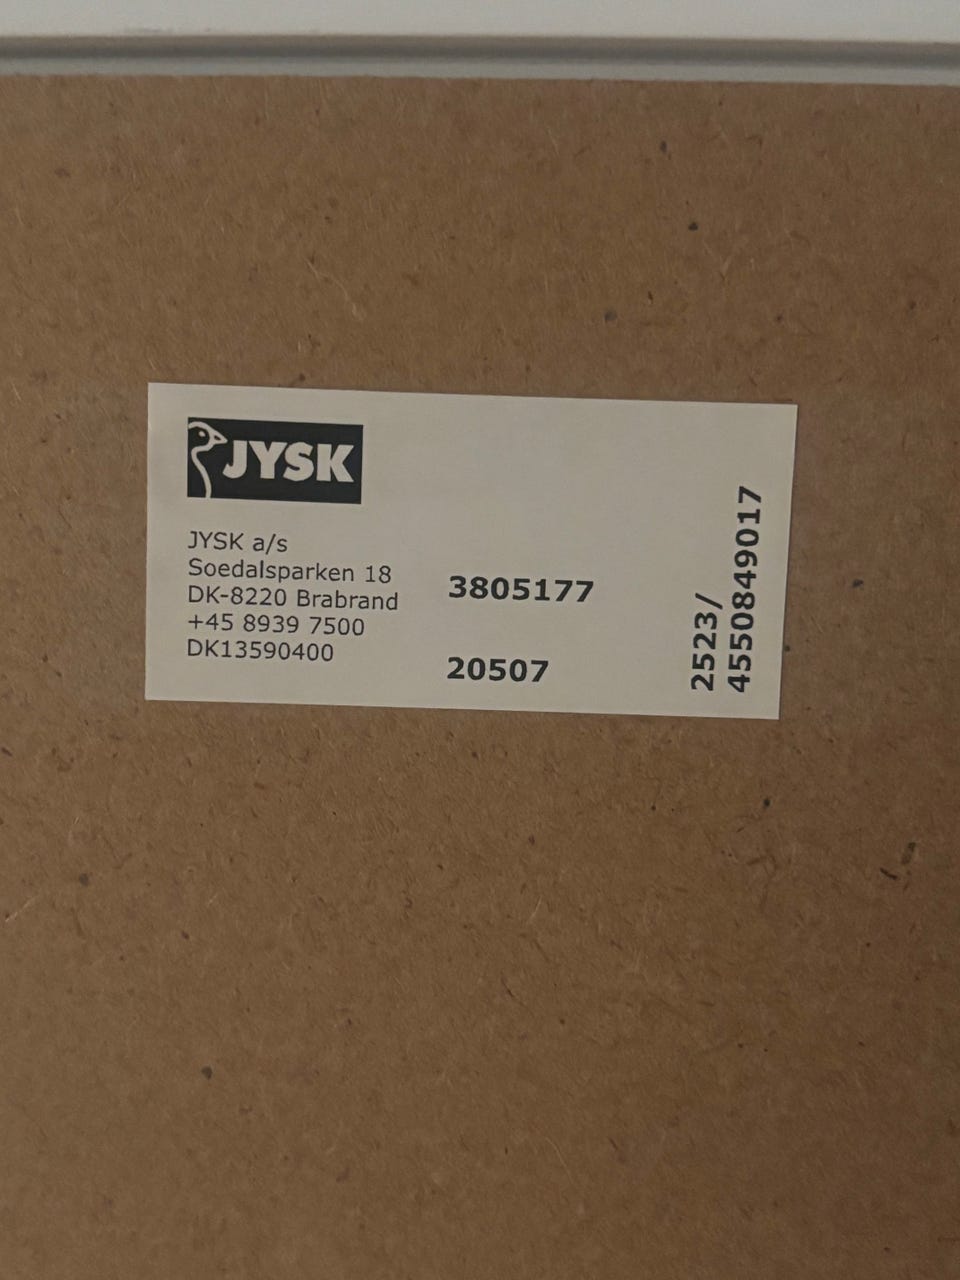 JYSK
JYSK a/s
Soedalsparken 18
DK-8220 Brabrand
+45 8939 7500
DK13590400
3805177
20507
2523/
4550849017